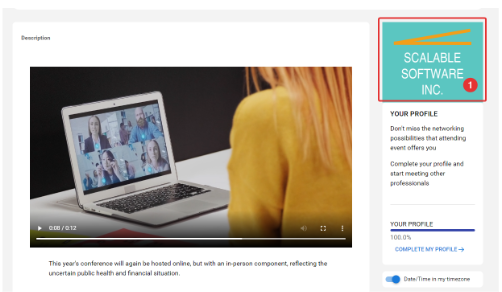 Description
0:00 / 0:12
This year's conference will again be hosted online, but with an in-person component, reflecting the
uncertain public health and financial situation.
SCALABLE
SOFTWARE
INC.
1
YOUR PROFILE
Don't miss the networking
possibilities that attending
event offers you
Complete your profile and
start meeting other
professionals
YOUR PROFILE
100.0%
COMPLETE MY PROFILE→
Date/Time in my timezone